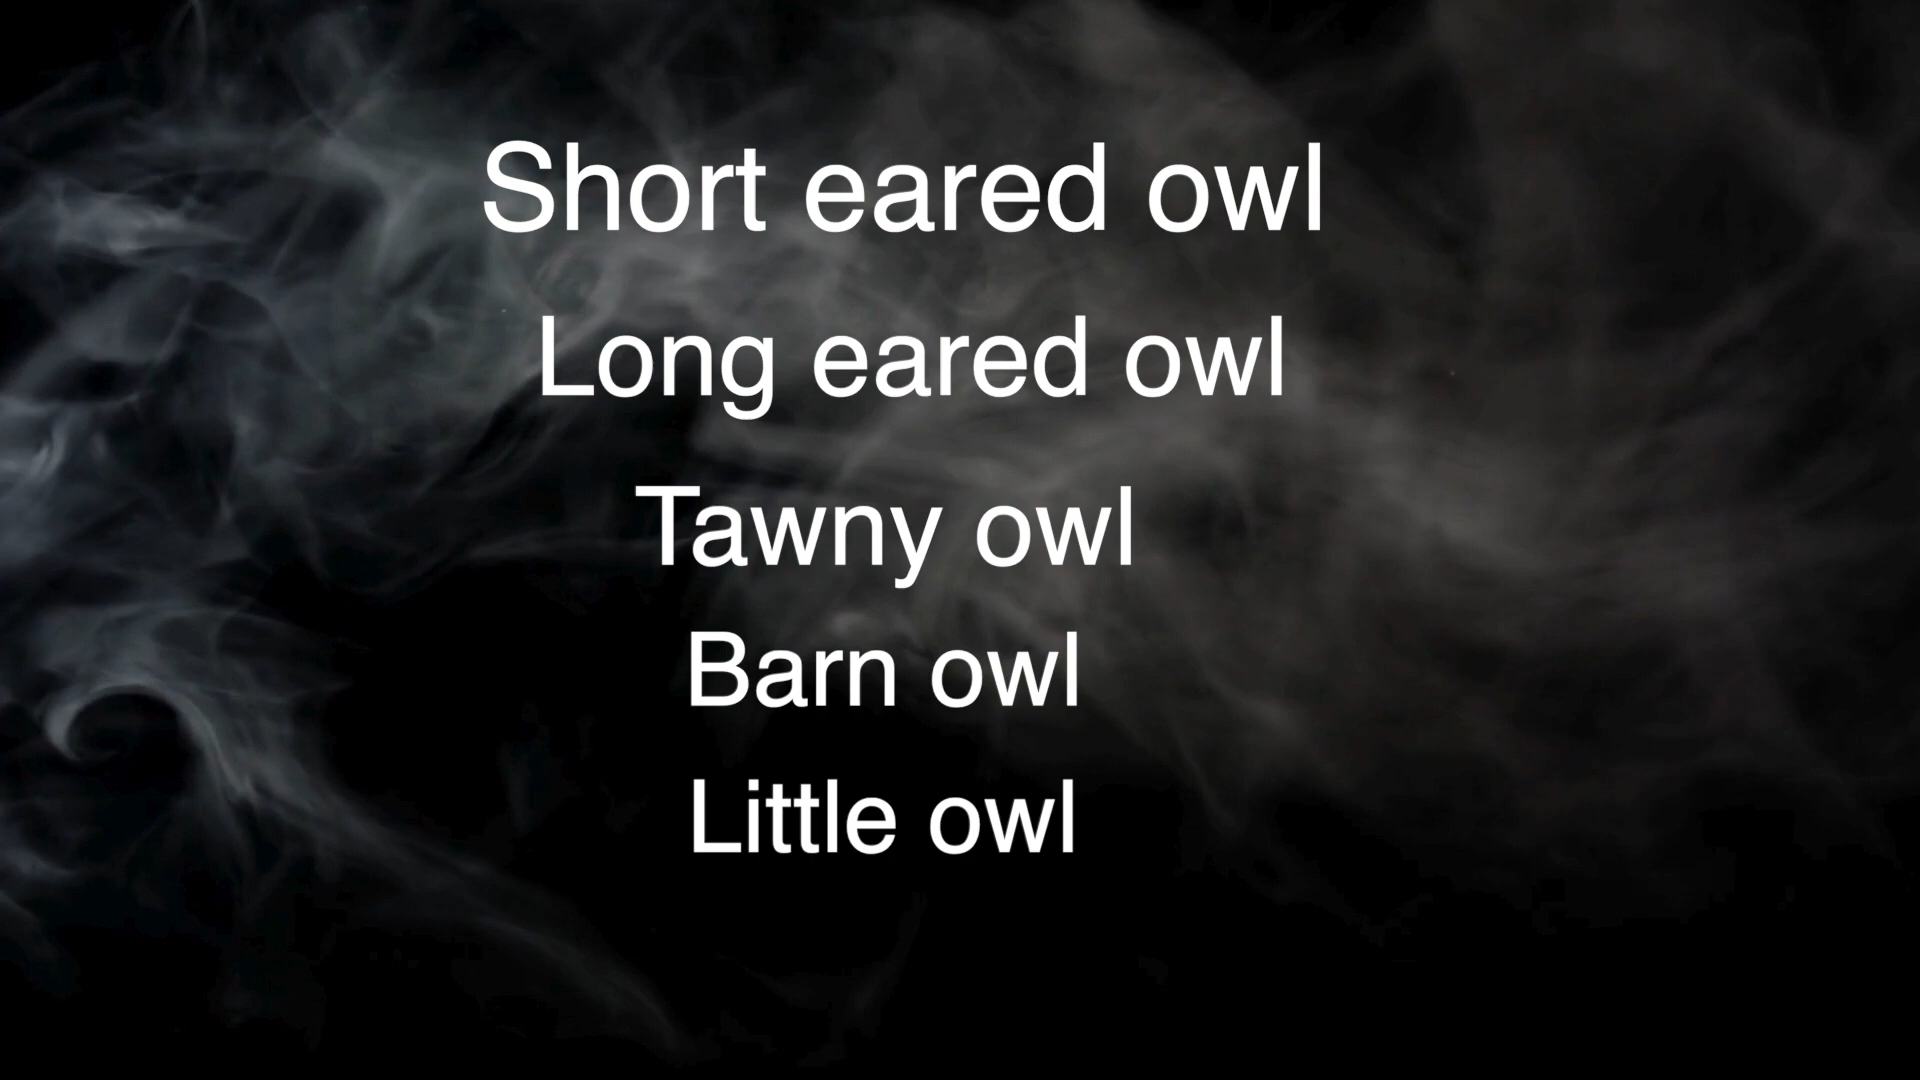 Short eared owl
Long eared owl
Tawny owl
Barn owl
Little owl